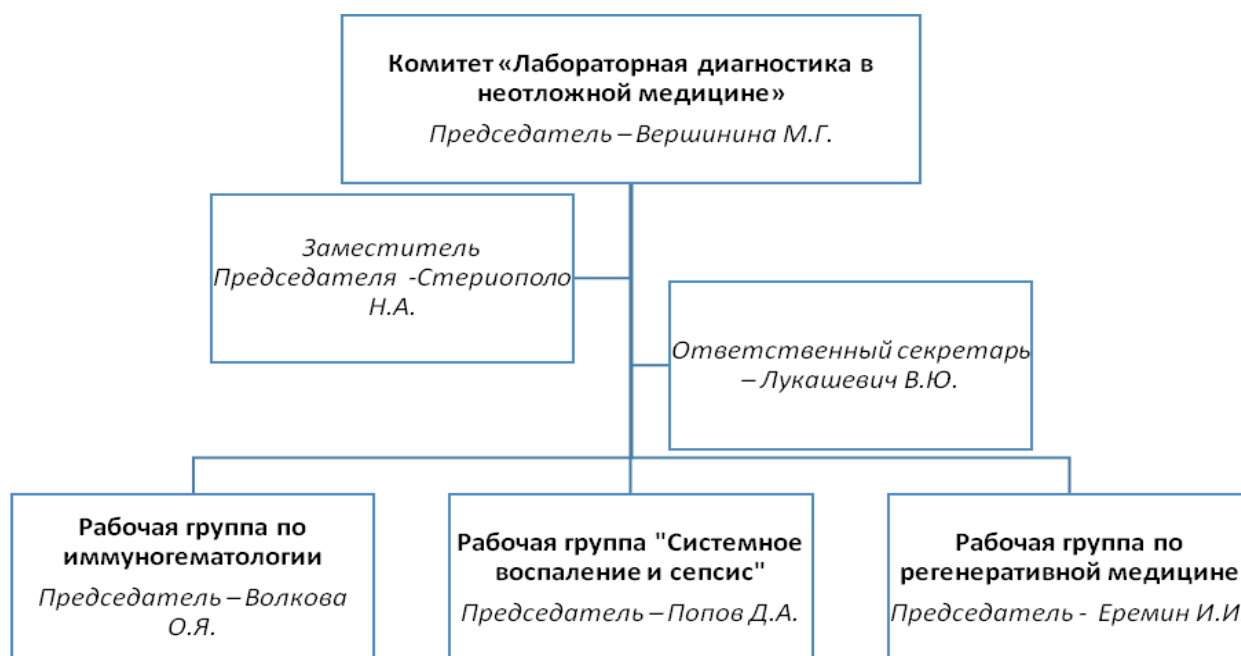 Комитет «Лабораторная диагностика в
неотложной медицине»
Председатель – Вершинина М.Г.
Заместитель
Председателя -Стериополо
Н.А.
Ответственный секретарь
– Лукашевич В.Ю.
Рабочая группа по
иммуногематологии
Председатель – Волкова
О.Я.
Рабочая группа "Системное
воспаление и сепсис"
Председатель – Попов Д.А.
Рабочая группа по
регенеративной медицине
Председатель - Еремин И.И